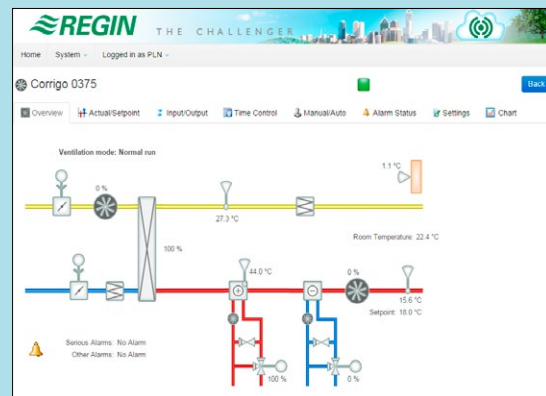 REGIN THE CHALLENGER
Home System Logged in as PLN
Corrigo 0375 Back
Overview Actual/Setpoint Input/Output Time Control Manual/Auto Alarm Status Settings Chart
Ventilation mode: Normal run
1.1 °C
0 %
27.3 °C
Room Temperature: 22.4 °C
100 %
44.0 °C
0 %
15.6 °C
Setpoint: 18.0 °C
Serious Alarms: No Alarm
Other Alarms: No Alarm
100 %
0 %